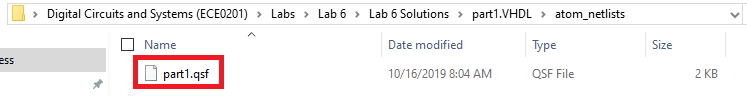 > Digital Circuits and Systems (ECE0201) > Labs > Lab 6 > Lab 6 Solutions > part1.VHDL > atom_netlists
Name Date modified Type Size
ess
part1.qsf 10/16/2019 8:04 AM QSF File 2 KB